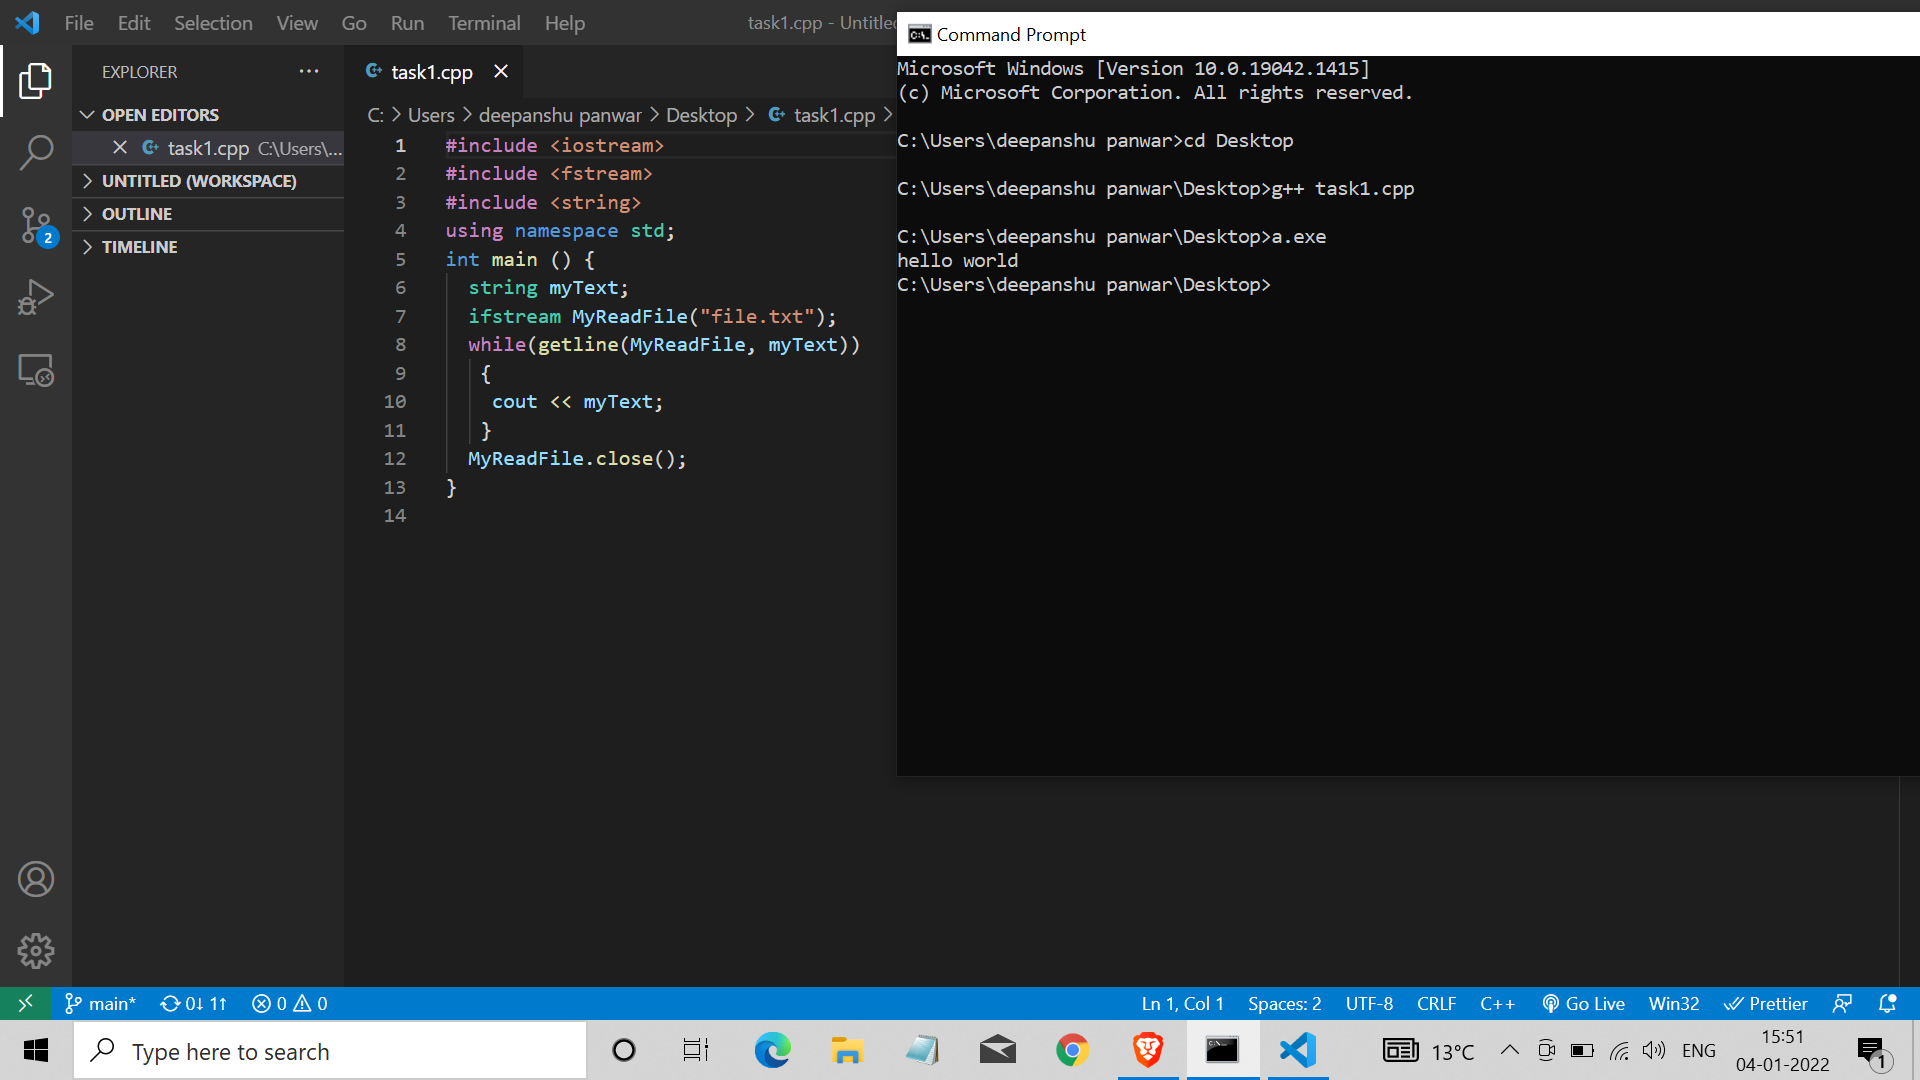 File Edit Selection View Go Run Terminal Help
task1.cpp - Untitled
EXPLORER
OPEN EDITORS
task1.cpp C:\Users\...
UNTITLED (WORKSPACE)
OUTLINE
TIMELINE
2
task1.cpp
C: > Users > deepanshu panwar > Desktop > task1.cpp >
1 #include <iostream>
2 #include <fstream>
3 #include <string>
4 using namespace std;
5 int main () {
6 string myText;
7 ifstream MyReadFile("file.txt");
8 while(getline(MyReadFile, myText))
9 {
10 cout << myText;
11 }
12 MyReadFile.close();
13 }
14
Command Prompt
Microsoft Windows [Version 10.0.19042.1415]
(c) Microsoft Corporation. All rights reserved.
C:\Users\deepanshu panwar>cd Desktop
C:\Users\deepanshu panwar\Desktop>g++ task1.cpp
C:\Users\deepanshu panwar\Desktop>a.exe
hello world
C:\Users\deepanshu panwar\Desktop>
main* 0↓ 1↑ 0 0
Ln 1, Col 1 Spaces: 2 UTF-8 CRLF C++ Go Live Win32 Prettier
Type here to search
13°C ENG
15:51
04-01-2022
1